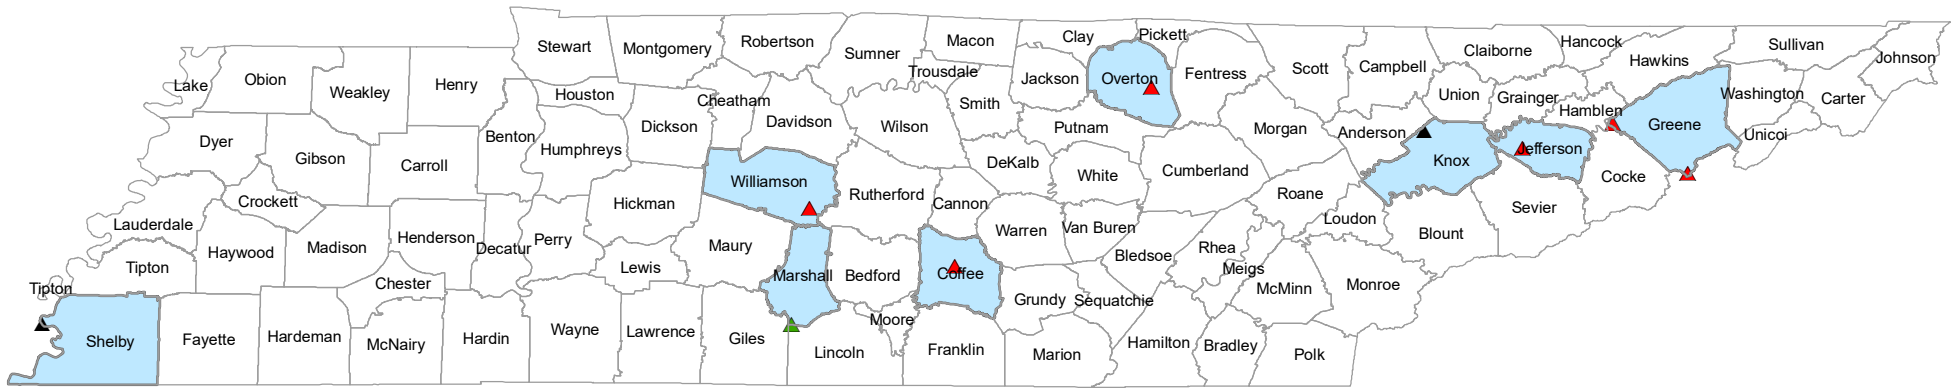 Stewart
Montgomery
Robertson
Sumner
Macon
Trousdale
Clay
Pickett
Overton
Jackson
Fentress
Scott
Campbell
Claiborne
Hancock
Hawkins
Sullivan
Johnson
Lake
Obion
Weakley
Henry
Houston
Cheatham
Davidson
Wilson
Smith
Putnam
Morgan
Anderson
Union
Grainger
Hamblen
Greene
Washington
Carter
Unicoi
Dyer
Gibson
Carroll
Benton
Humphreys
Dickson
Williamson
Rutherford
DeKalb
White
Cumberland
Roane
Knox
Jefferson
Cocke
Sevier
Crockett
Lauderdale
Haywood
Madison
Henderson
Decatur
Perry
Hickman
Maury
Cannon
Warren
Van Buren
Bledsoe
Rhea
Loudon
Blount
Tipton
Tipton
Chester
Lewis
Marshall
Bedford
Coffee
Grundy
Sequatchie
Meigs
McMinn
Monroe
Shelby
Fayette
Hardeman
McNairy
Hardin
Wayne
Lawrence
Giles
Lincoln
Moore
Franklin
Marion
Hamilton
Bradley
Polk